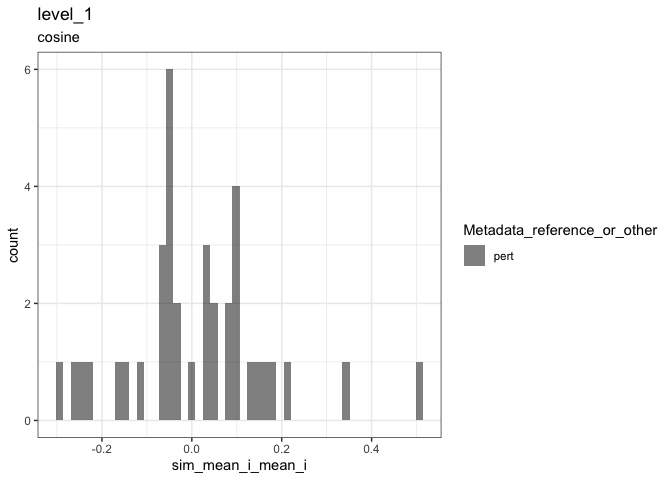 level_1
cosine
6
4
2
0
count
-0.2 0.0 0.2 0.4
sim_mean_i_mean_i
Metadata_reference_or_other
pert